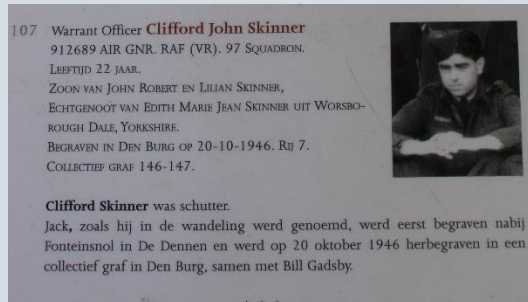 107 Warrant Officer Clifford John Skinner
912689 AIR GNR. RAF (VR). 97 SQUADRON.
LEEFTIJD 22 JAAR.
ZOON VAN JOHN ROBERT EN LILIAN SKINNER,
ECHTGENOOT VAN EDITH MARIE JEAN SKINNER UIT WORSBO-
ROUGH DALE, YORKSHIRE.
BEGRAVEN IN DEN BURG OP 20-10-1946. RIJ 7.
COLLECTIEF GRAF 146-147.
Clifford Skinner was schutter.
Jack, zoals hij in de wandeling werd genoemd, werd eerst begraven nabij
Fonteinsnol in De Dennen en werd op 20 oktober 1946 herbegraven in een
collectief graf in Den Burg, samen met Bill Gadsby.